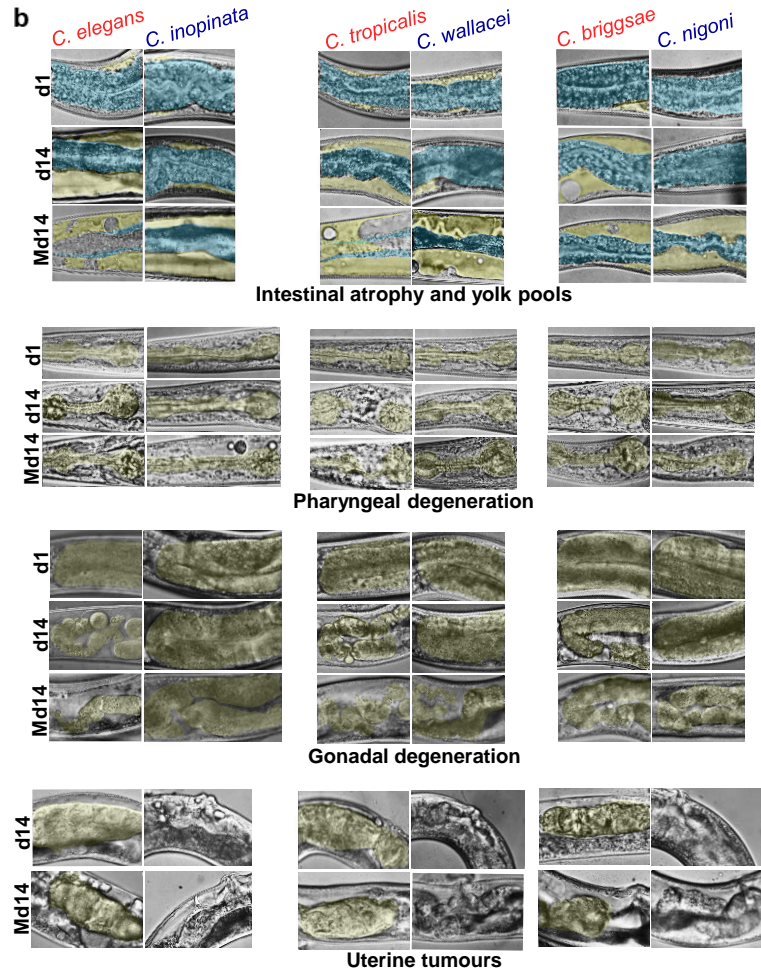 b
C. elegans C. inopinata C. tropicalis C. wallacei C. briggsae C. nigoni
d1
d14
Md14
Intestinal atrophy and yolk pools
d1
d14
Md14
Pharyngeal degeneration
d1
d14
Md14
Gonadal degeneration
d14
Md14
Uterine tumours